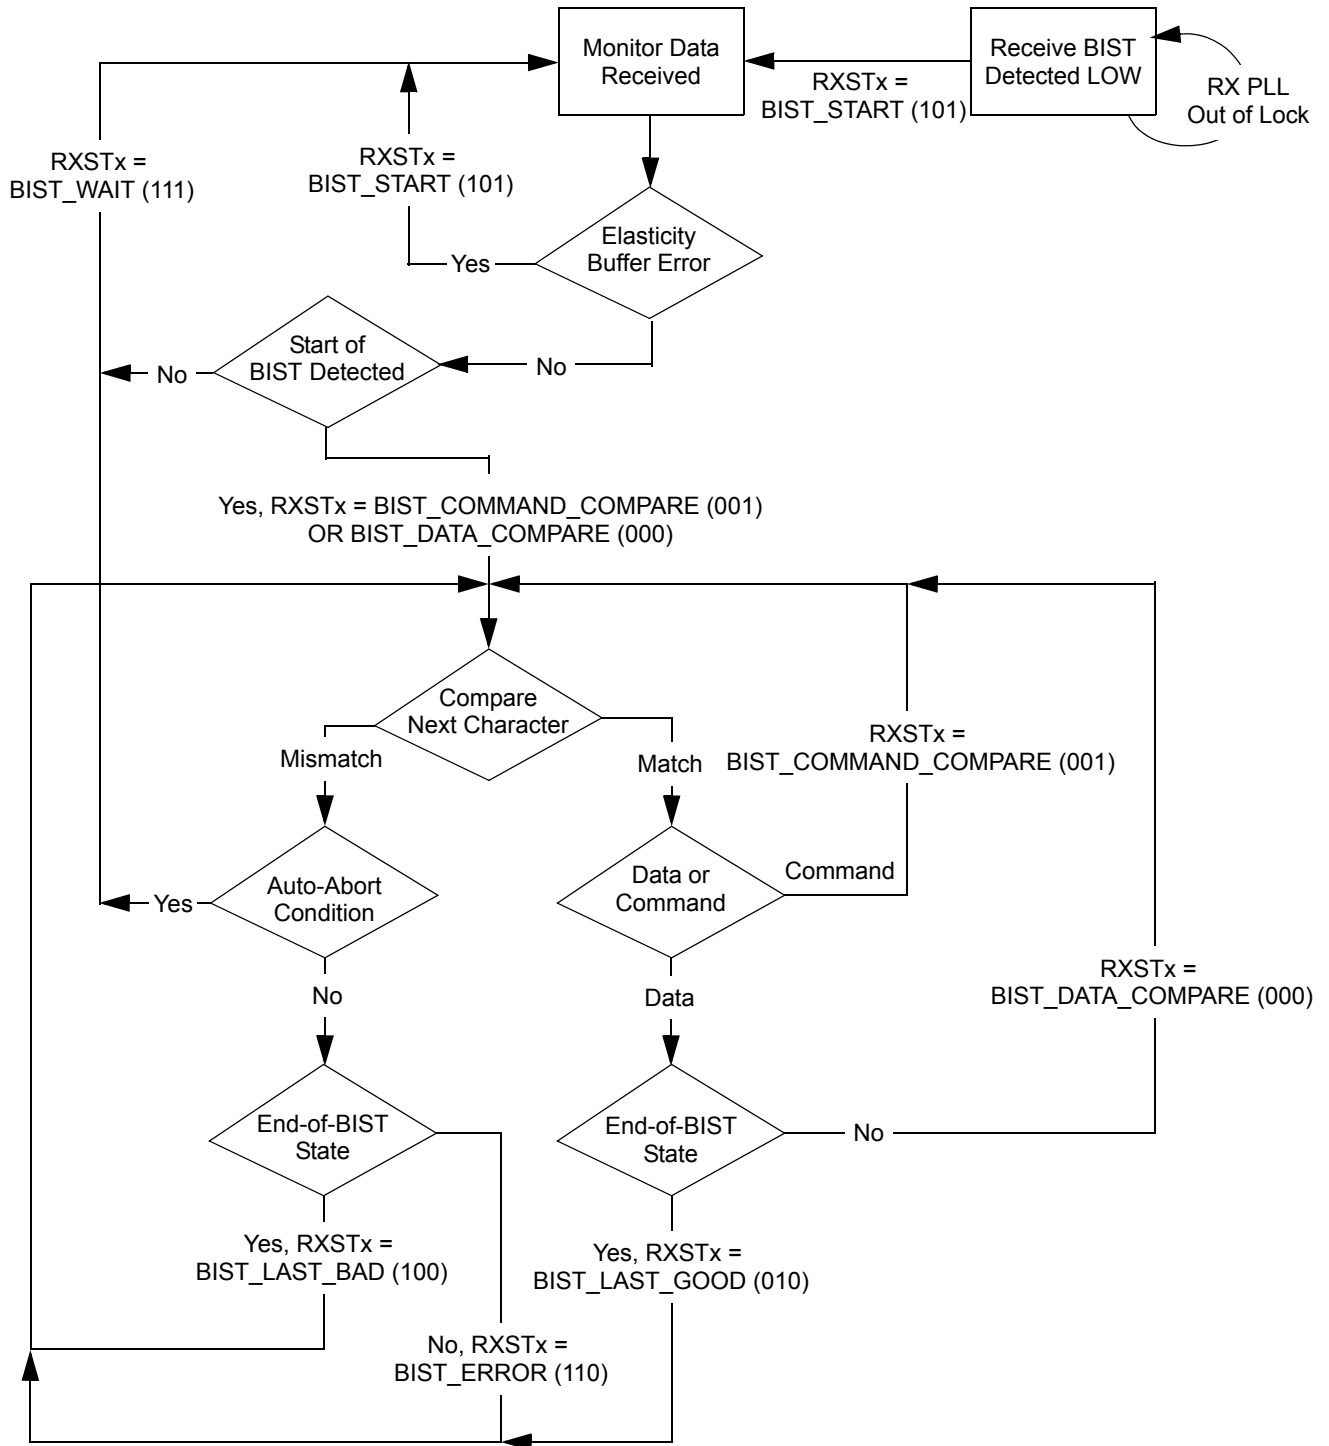 Monitor Data
Received
Receive BIST
Detected LOW
RX PLL
Out of Lock
RXSTx =
BIST_START (101)
RXSTx =
BIST_WAIT (111)
RXSTx =
BIST_START (101)
Elasticity
Buffer Error
Yes
No
Start of
BIST Detected
No
Yes, RXSTx = BIST_COMMAND_COMPARE (001)
OR BIST_DATA_COMPARE (000)
Compare
Next Character
Mismatch
Match
RXSTx =
BIST_COMMAND_COMPARE (001)
Auto-Abort
Condition
Yes
Data or
Command
Command
No
Data
RXSTx =
BIST_DATA_COMPARE (000)
End-of-BIST
State
End-of-BIST
State
No
Yes, RXSTx =
BIST_LAST_BAD (100)
Yes, RXSTx =
BIST_LAST_GOOD (010)
No, RXSTx =
BIST_ERROR (110)